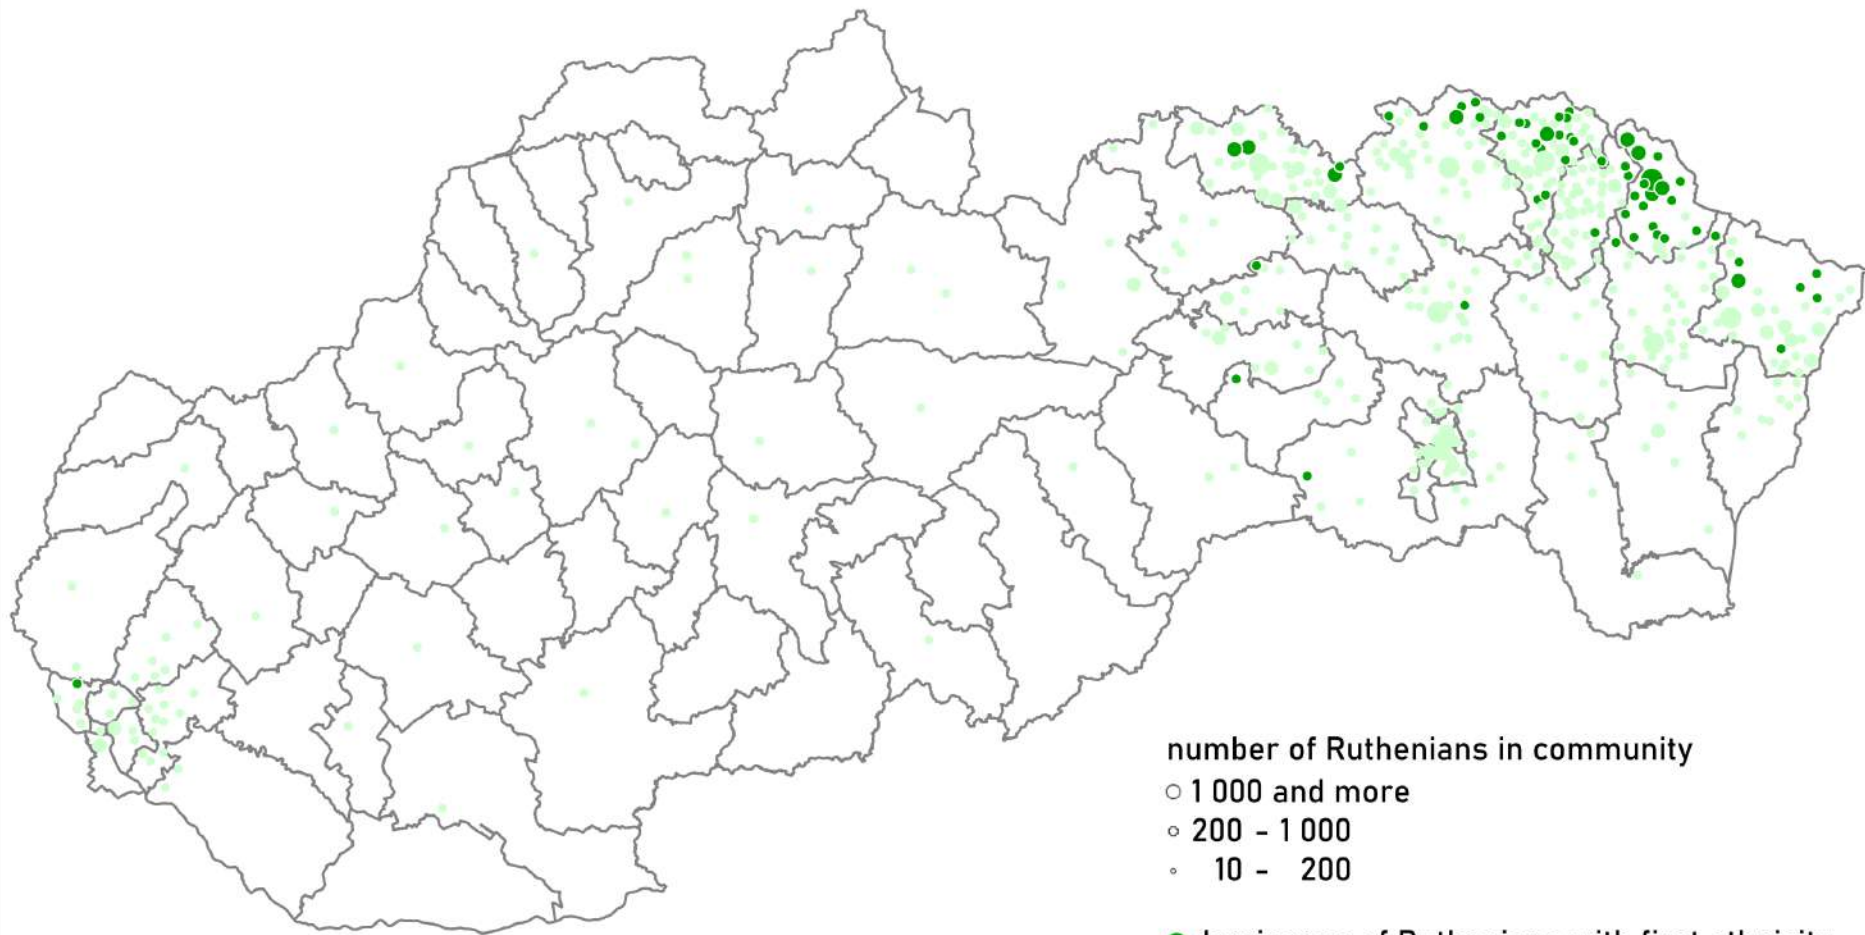 number of Ruthenians in community
1 000 and more
200 - 1 000
10 - 200